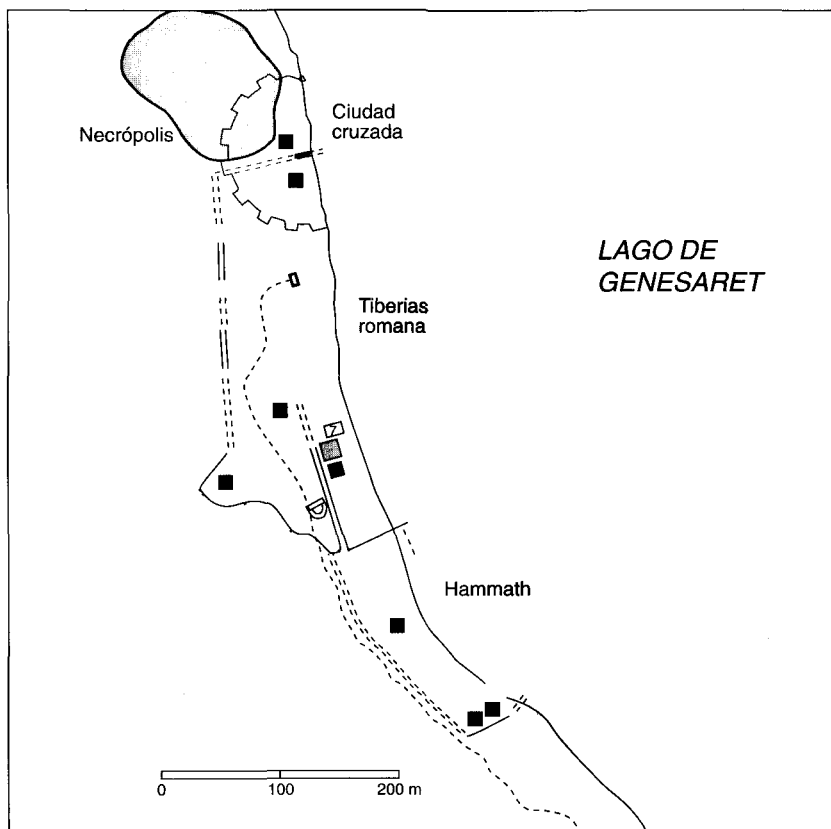 Necrópolis
Ciudad
cruzada
LAGO DE
GENESARET
Tiberias
romana
Hammath
0 100 200 m